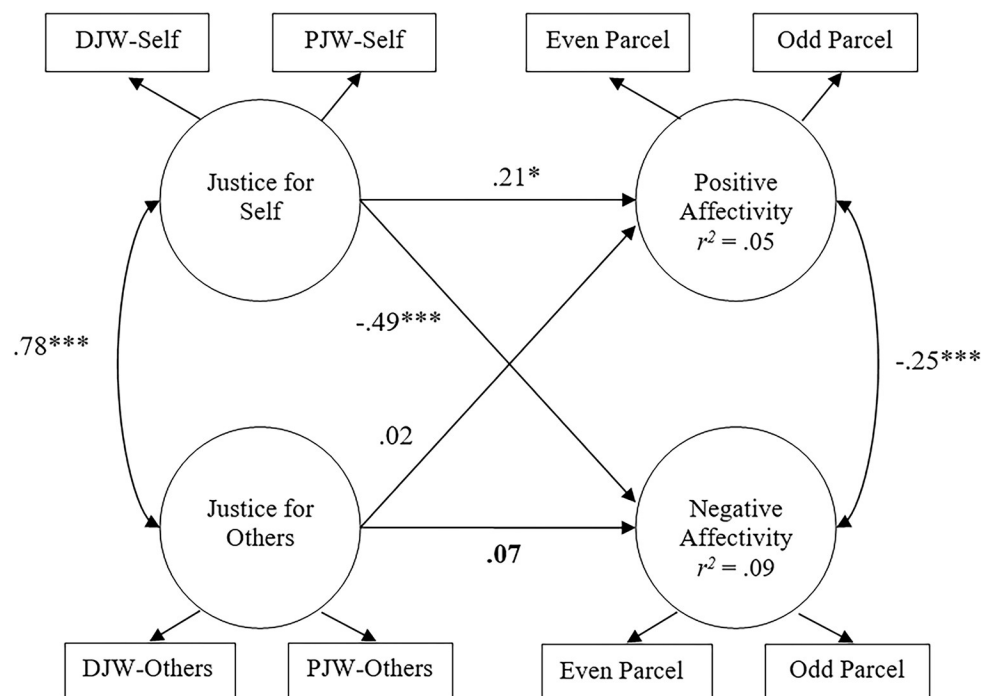 DJW-Self
PJW-Self
Even Parcel
Odd Parcel
Justice for
Self
.21*
Positive
Affectivity
r² = .05
-.49***
.78***
-.25***
.02
Justice for
Others
.07
Negative
Affectivity
r² = .09
DJW-Others
PJW-Others
Even Parcel
Odd Parcel